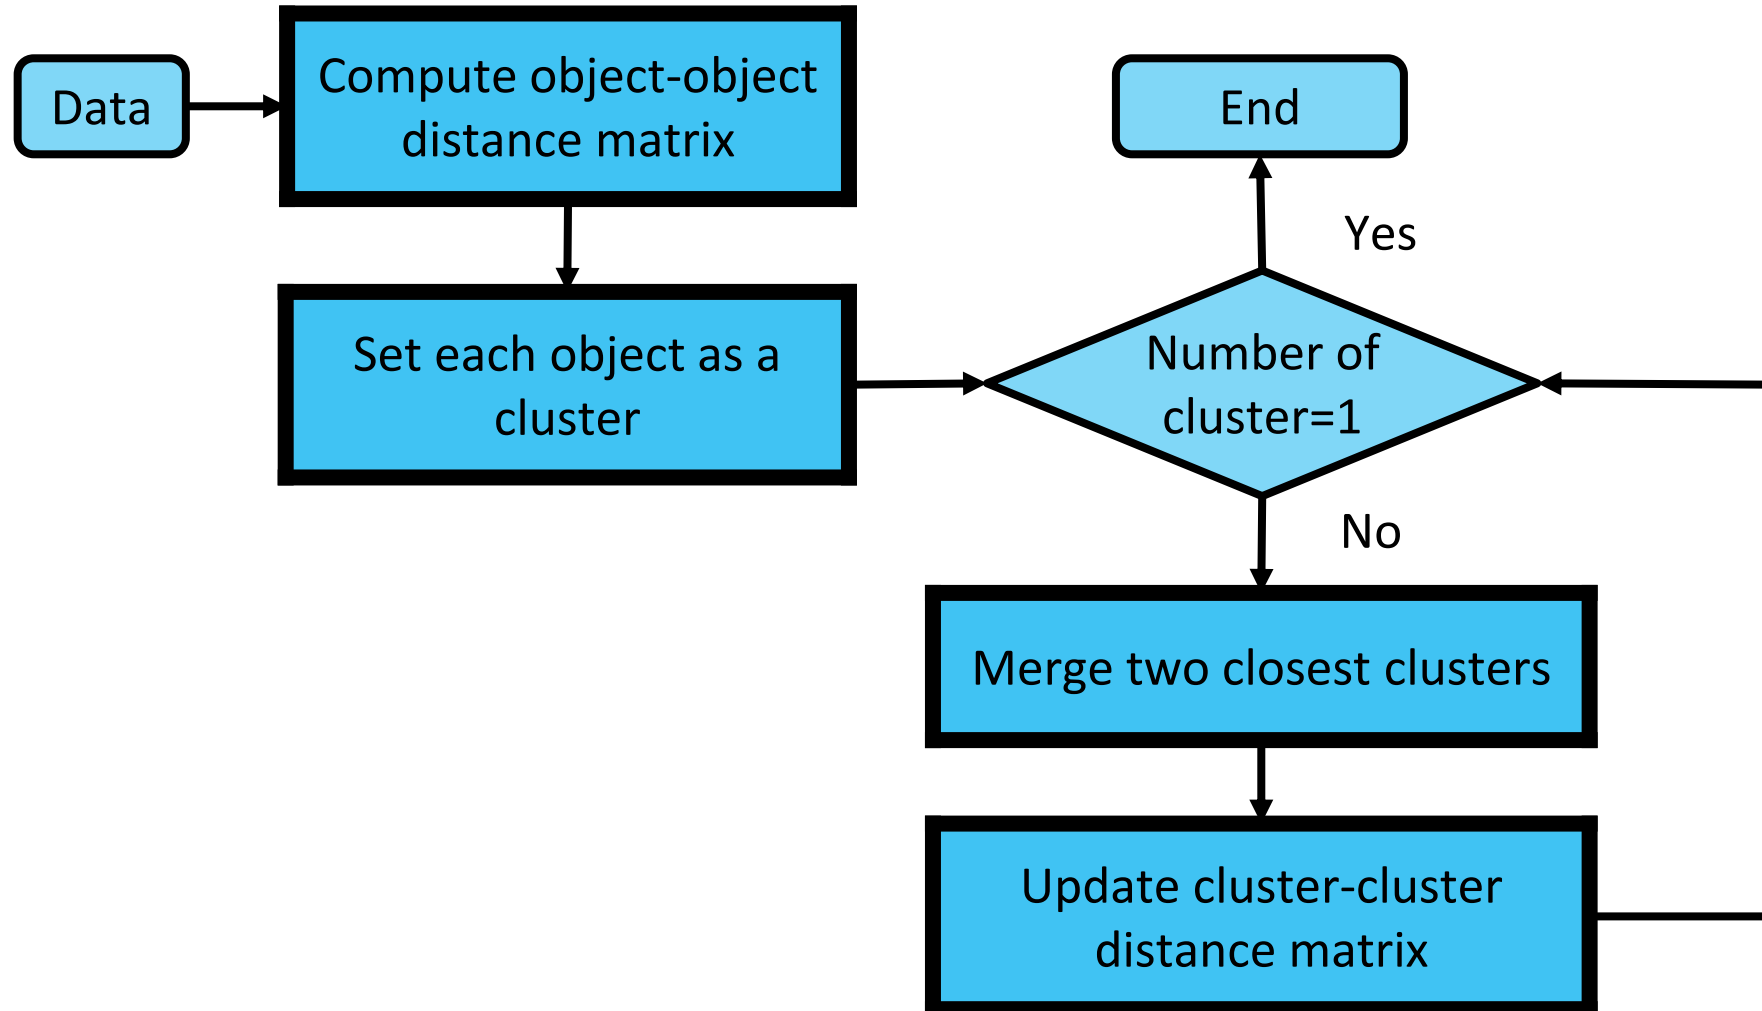 Data
Compute object-object
distance matrix
Set each object as a
cluster
End
Yes
Number of
cluster=1
No
Merge two closest clusters
Update cluster-cluster
distance matrix